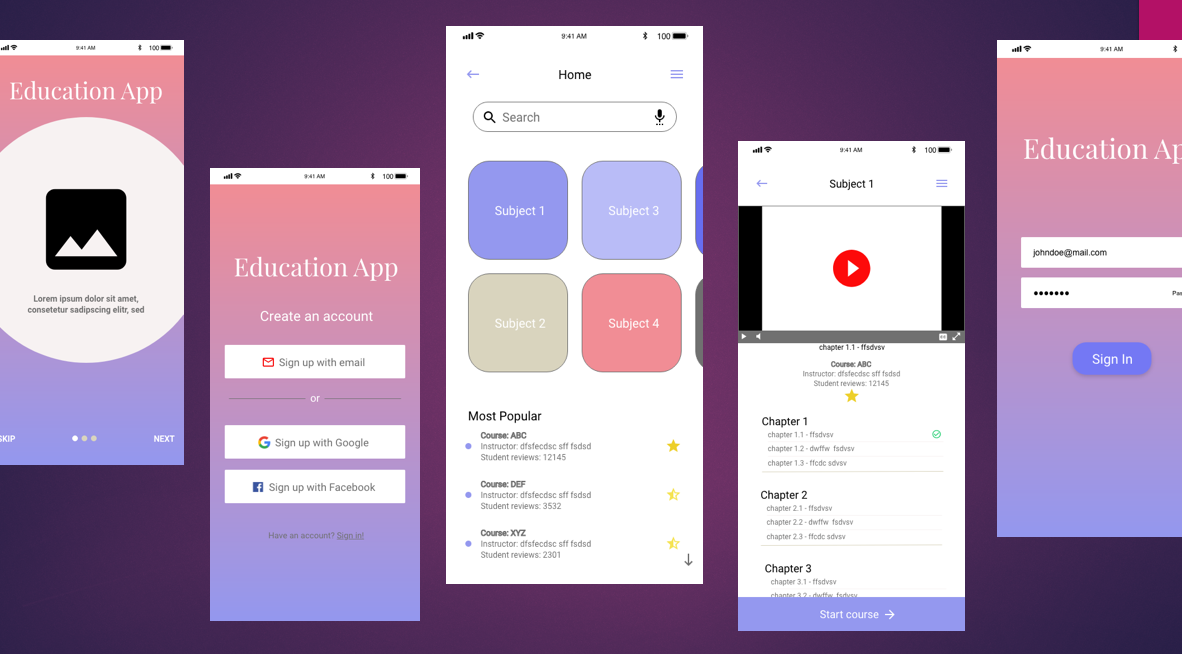 9:41 AM
100
Education App
Lorem ipsum dolor sit amet,
consetetur sadipscing elitr, sed
NEXT
9:41 AM
100
Education App
Create an account
Sign up with email
or
Sign up with Google
Sign up with Facebook
Have an account? Sign in!
9:41 AM
100
Home
Search
Subject 1
Subject 3
Subject 2
Subject 4
Most Popular
Course: ABC
Instructor: dfsfecdsc sff fsdsd
Student reviews: 12145
Course: DEF
Instructor: dfsfecdsc sff fsdsd
Student reviews: 3532
Course: XYZ
Instructor: dfsfecdsc sff fsdsd
Student reviews: 2301
9:41 AM
100
Subject 1
chapter 1.1 - ffsdvsv
Course: ABC
Instructor: dfsfecdsc sff fsdsd
Student reviews: 12145
Chapter 1
chapter 1.1 - ffsdvsv
chapter 1.2 - dwffw fsdvsv
chapter 1.3 - ffcdc sdvsv
Chapter 2
chapter 2.1 - ffsdvsv
chapter 2.2 - dwffw fsdvsv
chapter 2.3 - ffcdc sdvsv
Chapter 3
chapter 3.1 - ffsdvsv
chapter 3.2 - dwffw fsdvsv
Start course
9:41 AM
Education
johndoe@mail.com
Sign In